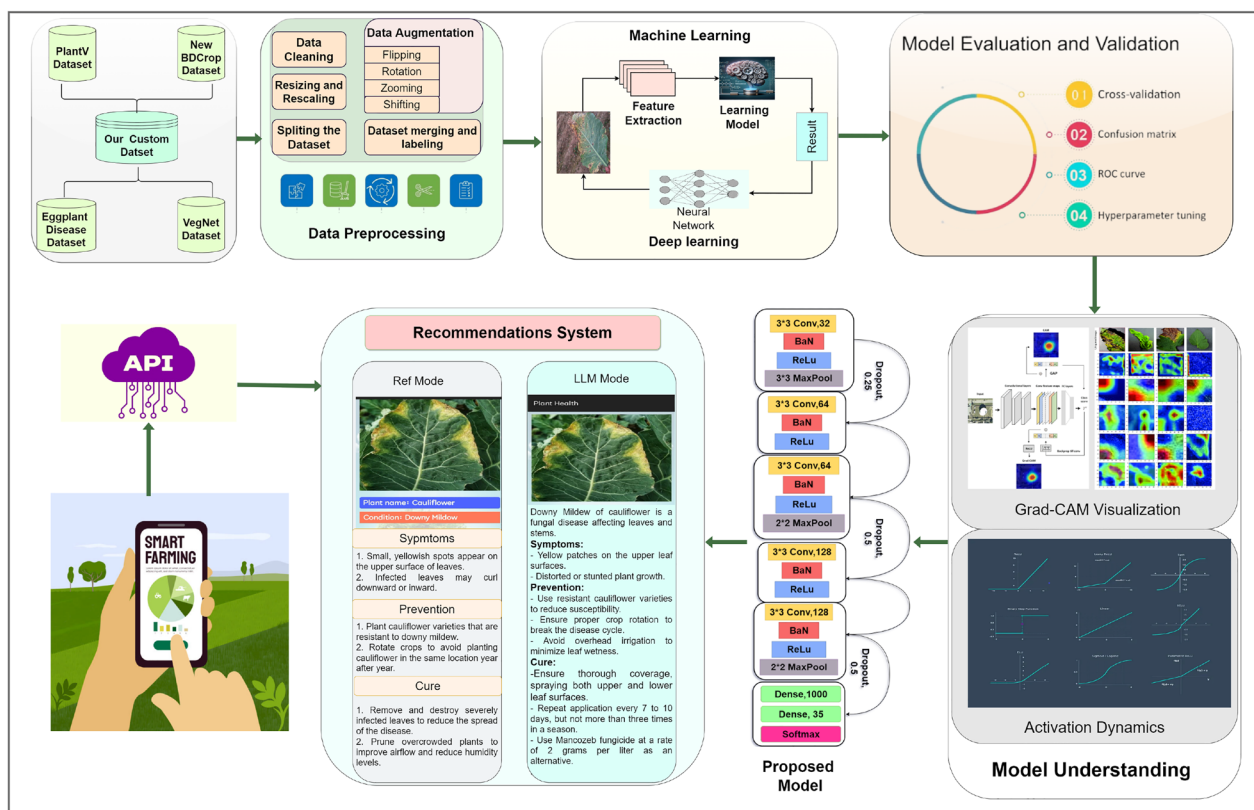 PlantV
Dataset
New
BDCrop
Dataset
Our Custom
Datset
Eggplant
Disease
Dataset
VegNet
Dataset
Data
Cleaning
Resizing and
Rescaling
Spliting the
Dataset
Data Augmentation
Flipping
Rotation
Zooming
Shifting
Dataset merging and
labeling
Data Preprocessing
Machine Learning
Feature
Extraction
Learning
Model
Result
Neural
Network
Deep learning
Model Evaluation and Validation
01
Cross-validation
02
Confusion matrix
03
ROC curve
04
Hyperparameter tuning
API
SMART
FARMING
Recommendations System
Ref Mode
Plant name= Cauliflower
Condition= Downy Mildow
Sypmtoms
1. Small, yellowish spots appear on
the upper surface of leaves.
2. Infected leaves may curl
downward or inward.
Prevention
1. Plant cauliflower varieties that are
resistant to downy mildew.
2. Rotate crops to avoid planting
cauliflower in the same location year
after year.
Cure
1. Remove and destroy severely
infected leaves to reduce the spread
of the disease.
2. Prune overcrowded plants to
improve airflow and reduce humidity
levels.
LLM Mode
Plant Health
Downy Mildew of cauliflower is a
fungal disease affecting leaves and
stems.
Symptoms:
- Yellow patches on the upper leaf
surfaces.
- Distorted or stunted plant growth.
Prevention:
- Use resistant cauliflower varieties
to reduce susceptibility.
- Ensure proper crop rotation to
break the disease cycle.
- Avoid overhead irrigation to
minimize leaf wetness.
Cure:
-Ensure thorough coverage,
spraying both upper and lower
leaf surfaces.
- Repeat application every 7 to 10
days, but not more than three times
in a season.
- Use Mancozeb fungicide at a rate
of 2 grams per liter as an
alternative.
3*3 Conv,32
BaN
ReLu
3*3 MaxPool
Dropout,
0.25
3*3 Conv,64
BaN
ReLu
3*3 Conv,64
BaN
ReLu
2*2 MaxPool
Dropout,
0.5
3*3 Conv,128
BaN
ReLu
3*3 Conv,128
BaN
ReLu
2*2 MaxPool
Dropout,
0.5
Dense,1000
Dense, 35
Softmax
Proposed
Model
Grad-CAM Visualization
Activation Dynamics
Model Understanding